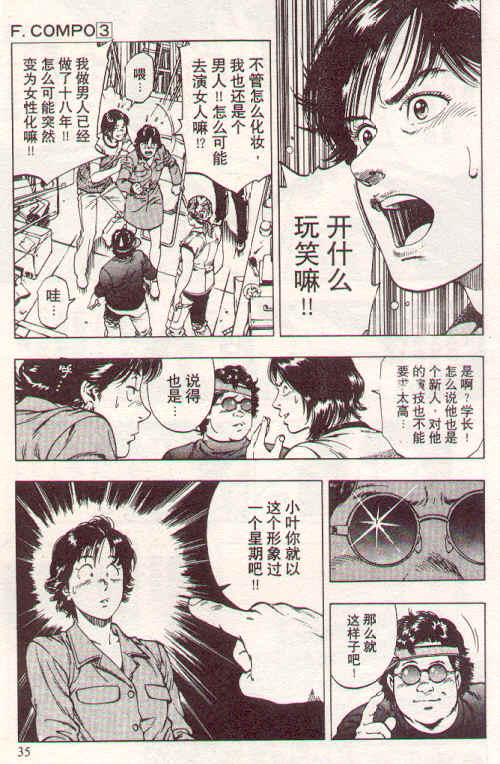 F. COMPO 3
开什么
玩笑嘛!!
不管怎么化妆，
我也还是个
男人!!怎么可能
去演女人嘛!?
喂…
我做男人已经
做了十八年!!
怎么可能突然
变为女性化嘛!!
哇…
是啊？学长！
怎么说他也是
个新人，对他
的演技也不能
要求太高…
说得
也是…
那么就
这样子吧！
小叶你就以
这个形象过
一个星期吧!!
35